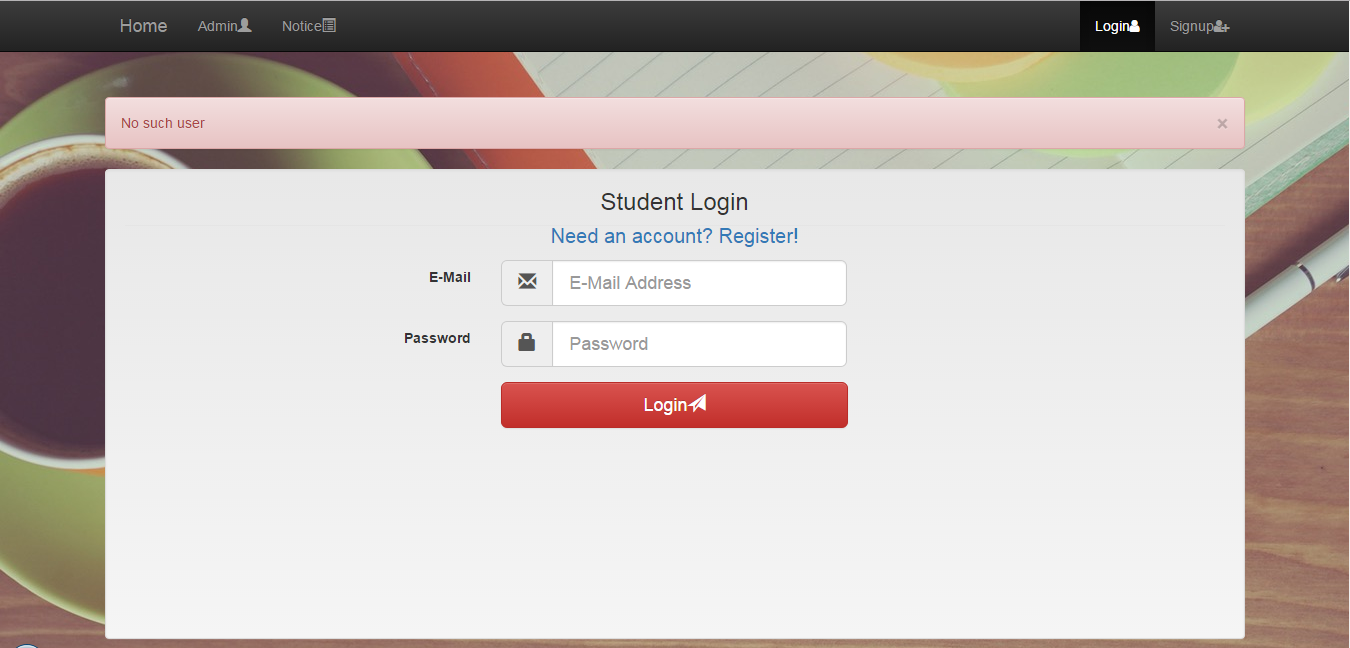 Home Admin Notice Login Signup
No such user ×
Student Login
Need an account? Register!
E-Mail E-Mail Address
Password Password
Login